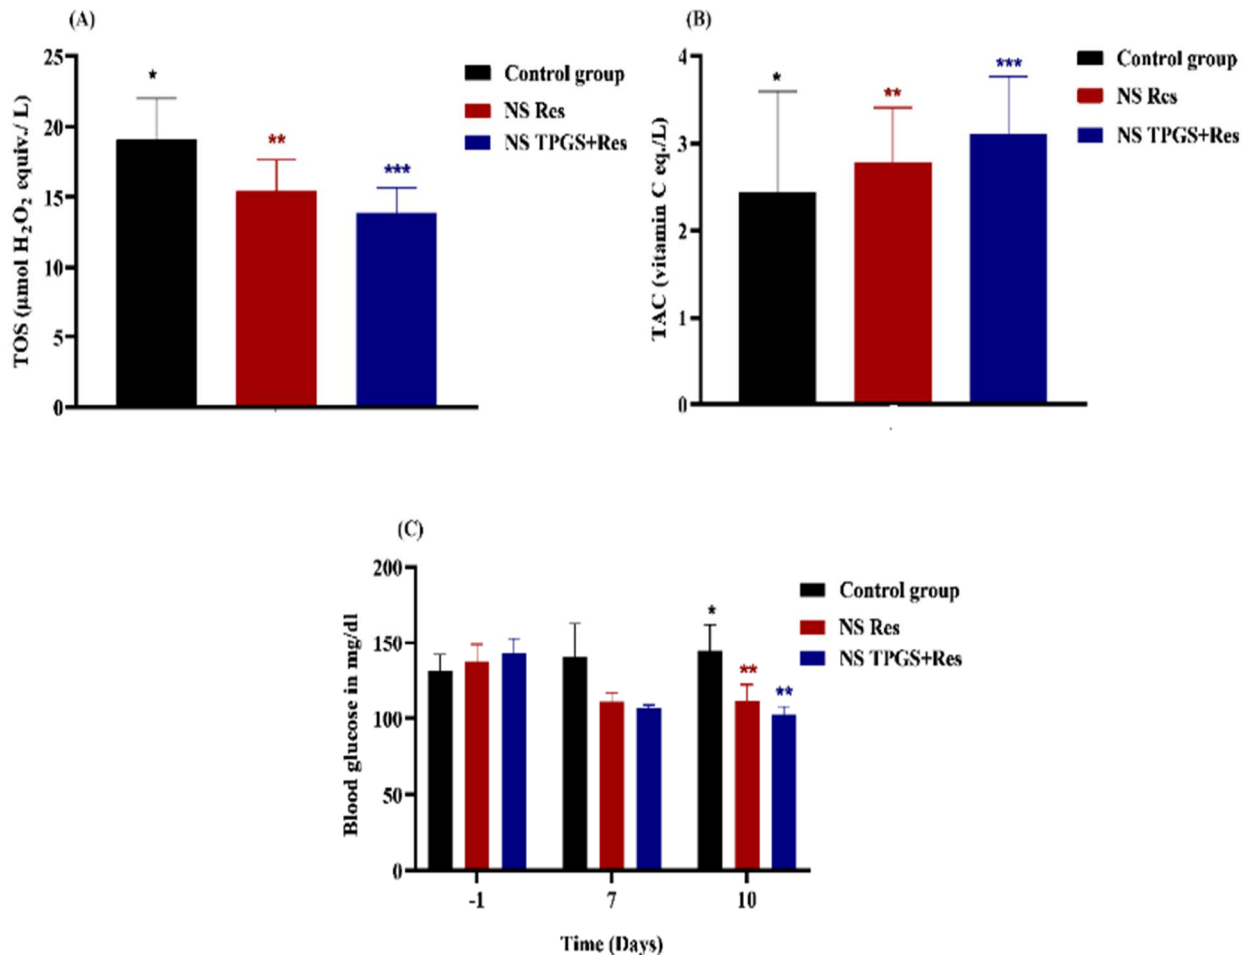 (A)
25
20
15
10
5
0
TOS (µmol H₂O₂ equiv./ L)
*
**
***
Control group
NS Res
NS TPGS+Res
(B)
4
3
2
1
0
TAC (vitamin C eq./L)
*
**
***
Control group
NS Res
NS TPGS+Res
(C)
200
150
100
50
0
Blood glucose in mg/dl
*
**
**
Control group
NS Res
NS TPGS+Res
-1 7 10
Time (Days)